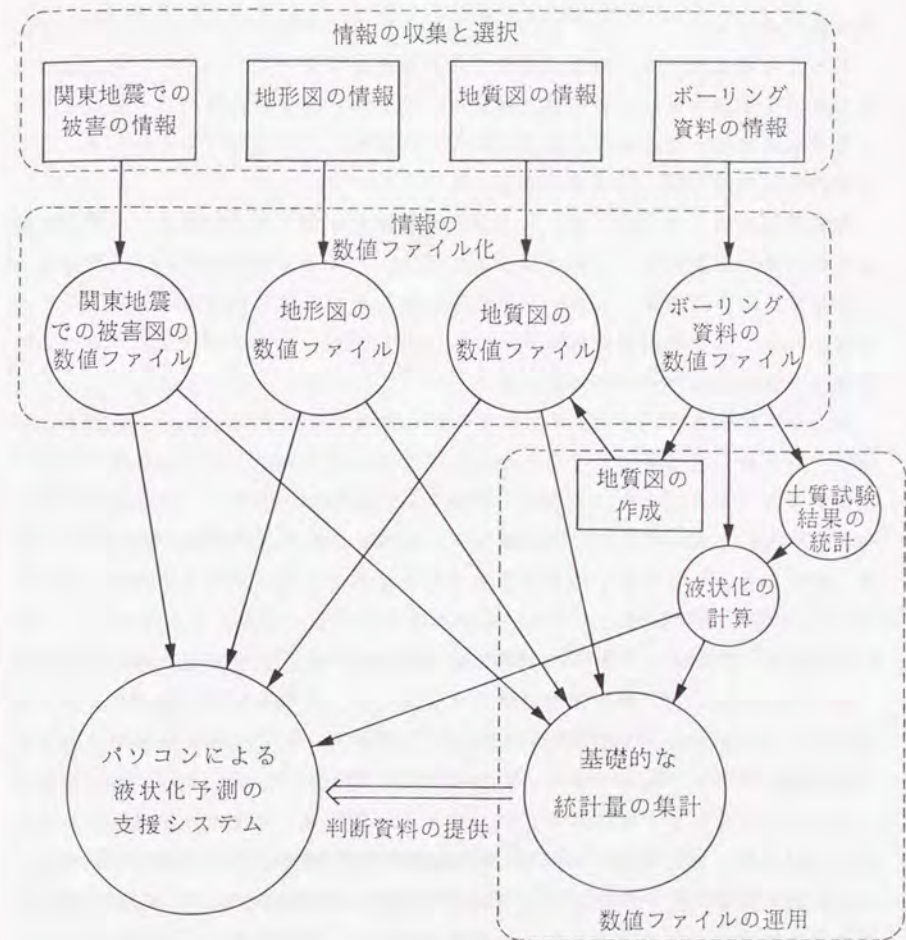 情報の収集と選択
関東地震での
被害の情報
地形図の情報
地質図の情報
ボーリング
資料の情報
情報の
数値ファイル化
関東地震
での被害図の
数値ファイル
地形図の
数値ファイル
地質図の
数値ファイル
ボーリング
資料の
数値ファイル
地質図の
作成
土質試験
結果の
統計
液状化の
計算
パソコンによる
液状化予測の
支援システム
判断資料の提供
基礎的な
統計量の集計
数値ファイルの運用